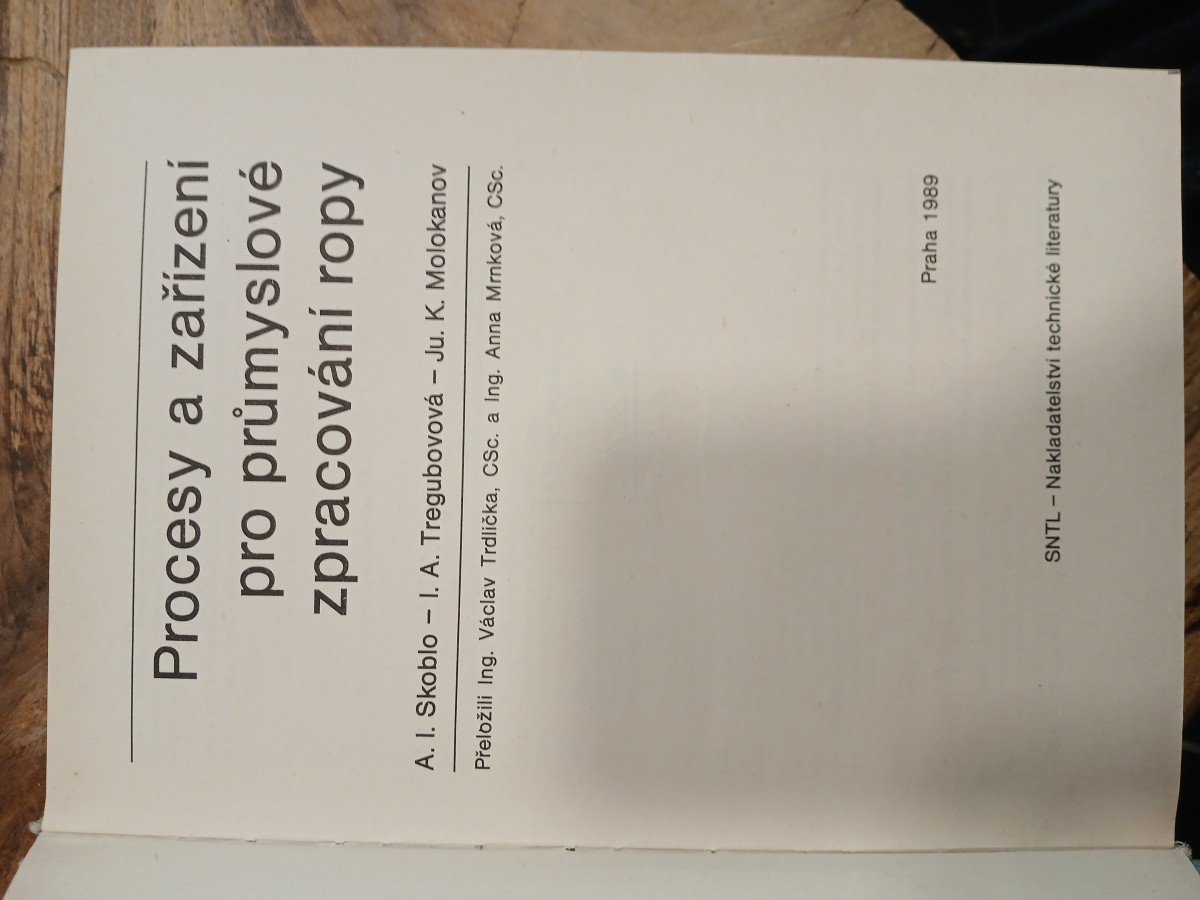 Procesy a zařízení
pro průmyslové
zpracování ropy
A. I. Skoblo – I. A. Tregubovová – Ju. K. Molokanov
Přeložili Ing. Václav Trdlička, CSc. a Ing. Anna Mrnková, CSc.
Praha 1989
SNTL – Nakladatelství technické literatury